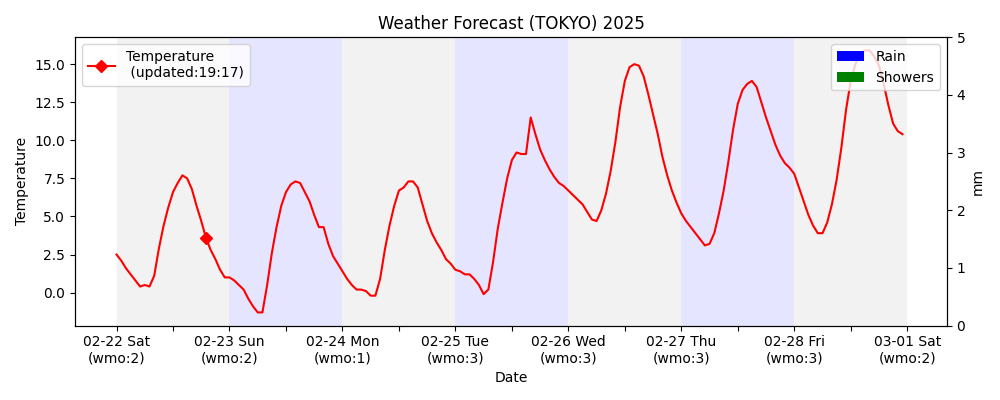 Weather Forecast (TOKYO) 2025
Temperature
(updated:19:17)
Rain
Showers
Temperature
15.0
12.5
10.0
7.5
5.0
2.5
0.0
5
4
3
2
1
0
mm
02-22 Sat
(wmo:2)
02-23 Sun
(wmo:2)
02-24 Mon
(wmo:1)
02-25 Tue
(wmo:3)
02-26 Wed
(wmo:3)
02-27 Thu
(wmo:3)
02-28 Fri
(wmo:3)
03-01 Sat
(wmo:2)
Date